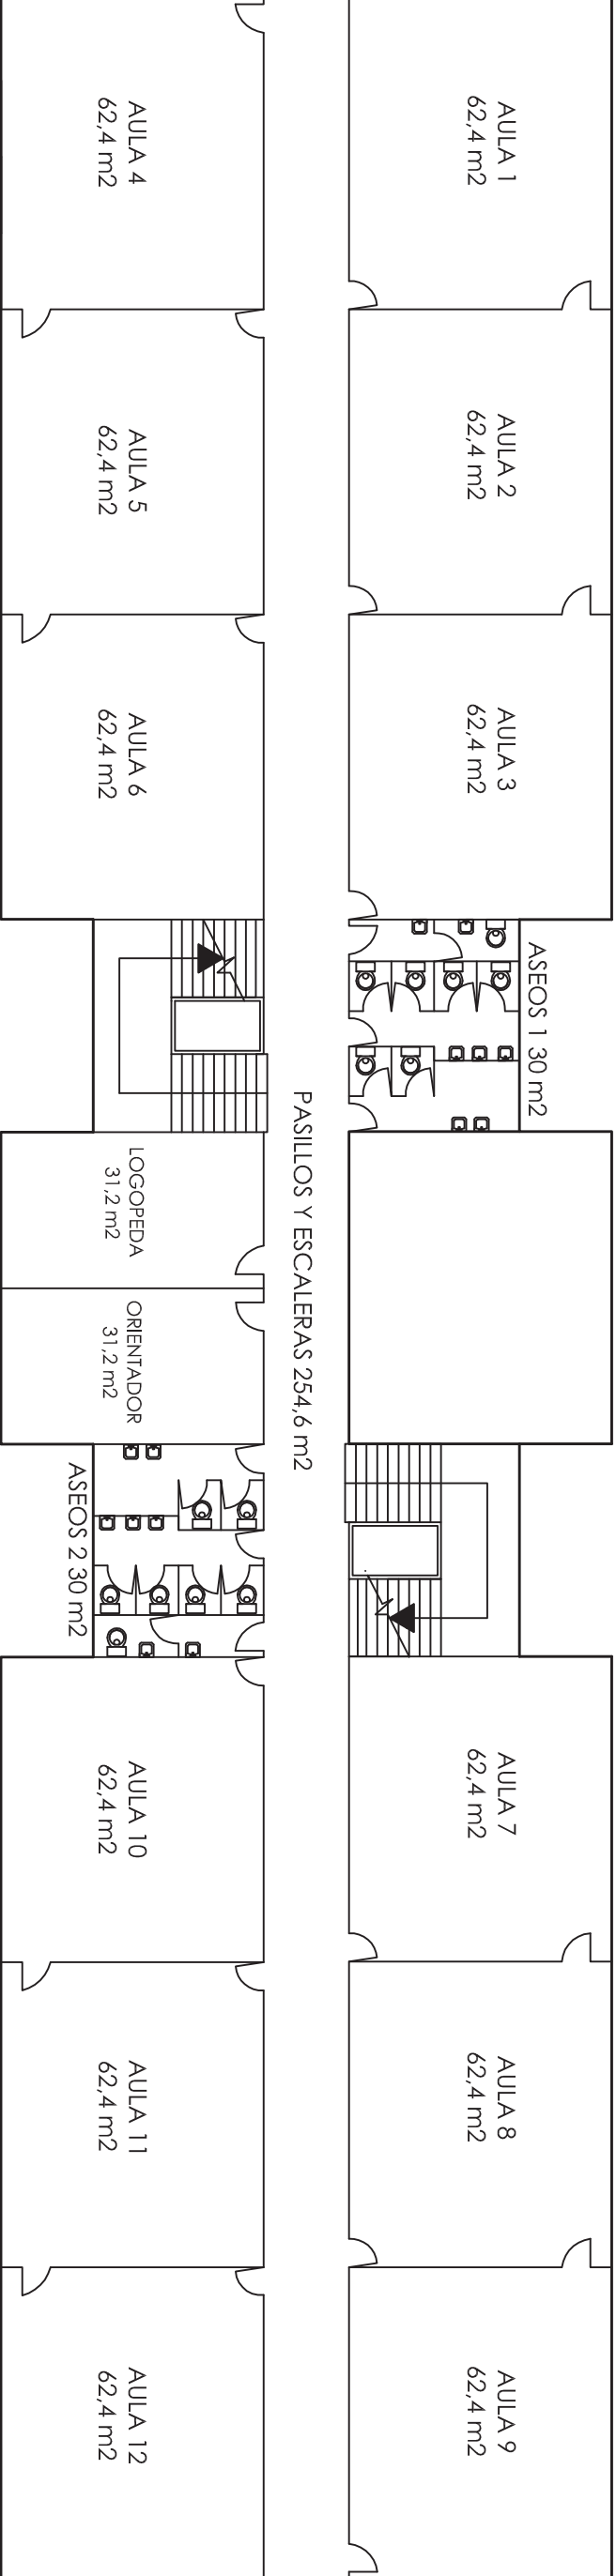 AULA 1
62,4 m2
AULA 2
62,4 m2
AULA 3
62,4 m2
ASEOS 1 30 m2
AULA 7
62,4 m2
AULA 8
62,4 m2
AULA 9
62,4 m2
PASILLOS Y ESCALERAS 254,6 m2
AULA 4
62,4 m2
AULA 5
62,4 m2
AULA 6
62,4 m2
LOGOPEDA
31,2 m2
ORIENTADOR
31,2 m2
ASEOS 2 30 m2
AULA 10
62,4 m2
AULA 11
62,4 m2
AULA 12
62,4 m2